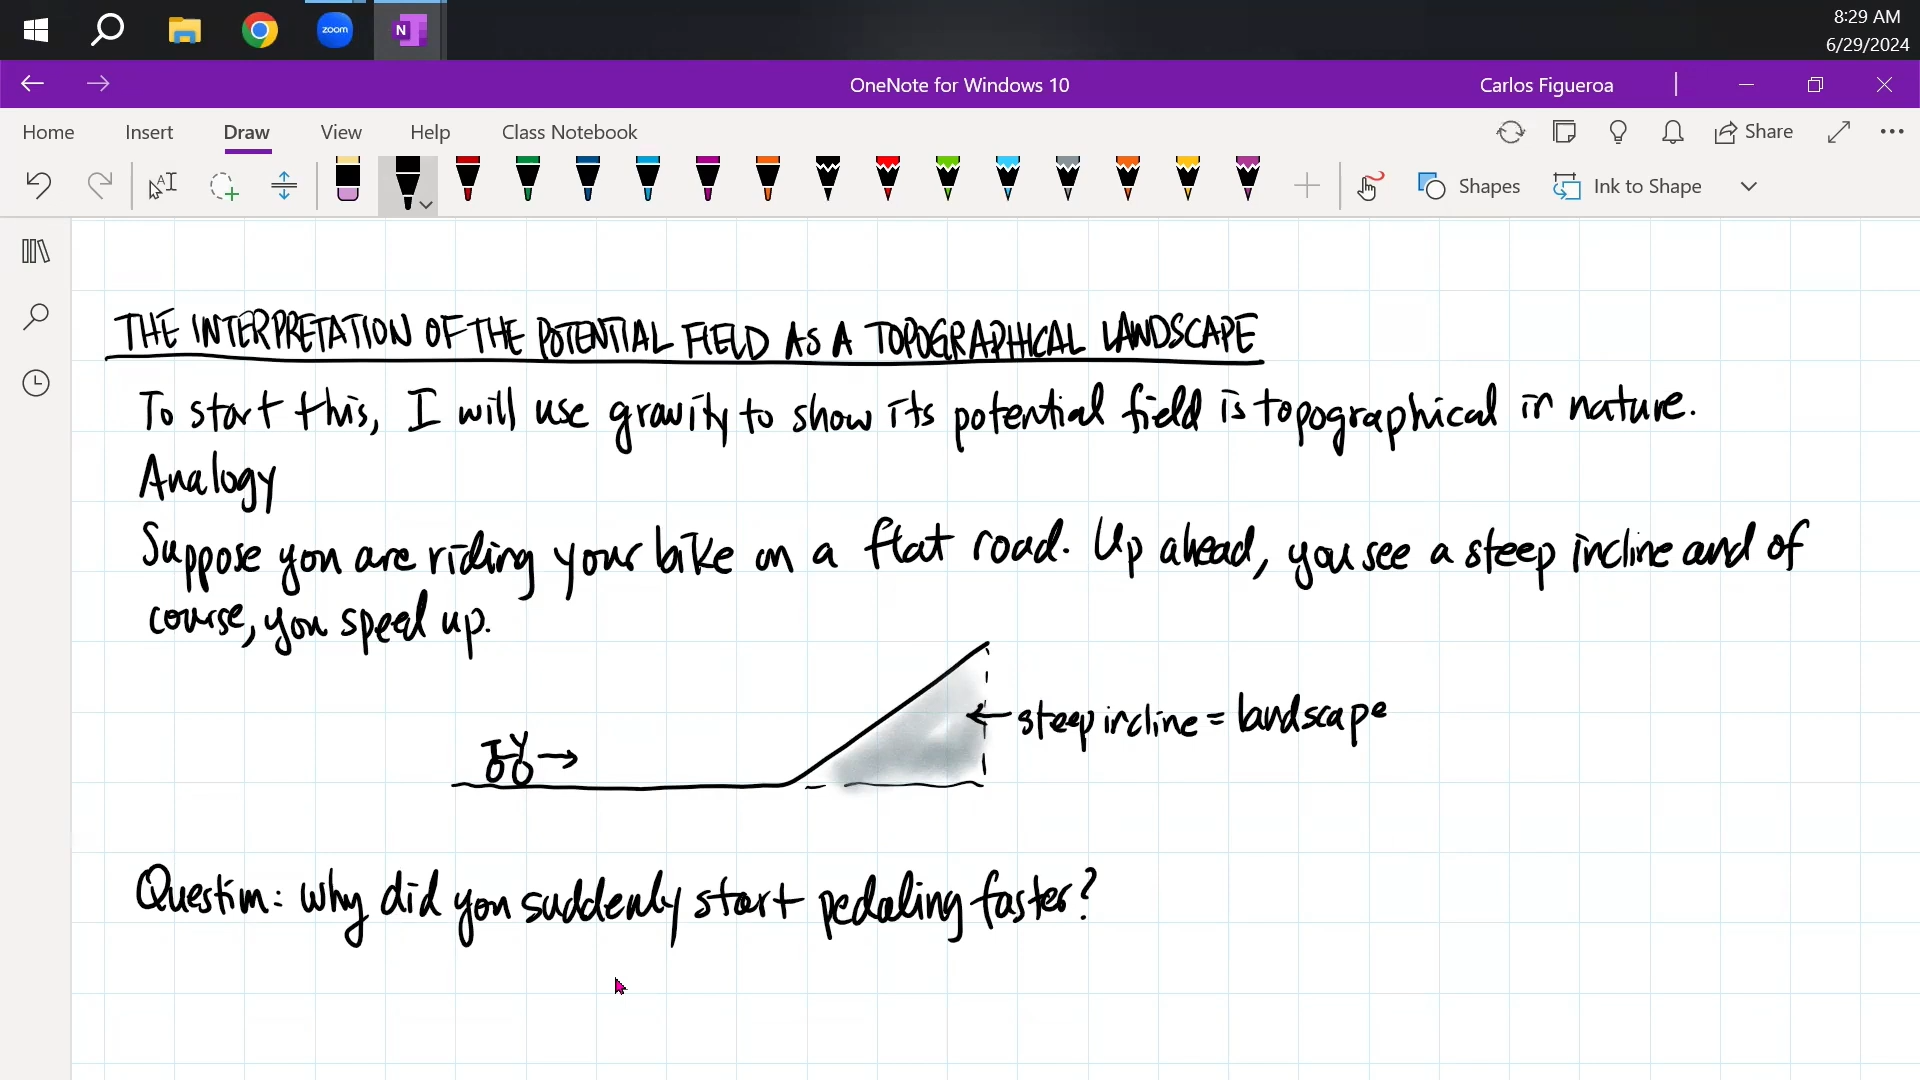 8:29 AM
zoom
N
6/29/2024
OneNote for Windows 10
Carlos Figueroa
Home Insert Draw View Help Class Notebook
Share
Shapes
Ink to Shape
THE INTERPRETATION OF THE POTENTIAL FIELD AS A TOPOGRAPHICAL LANDSCAPE
To start this, I will use gravity to show its potential field is topographical in nature.
Analogy
Suppose you are riding your bike on a flat road. Up ahead, you see a steep incline and of
course, you speed up.
steep incline = landscape
Question: Why did you suddenly start pedaling faster?